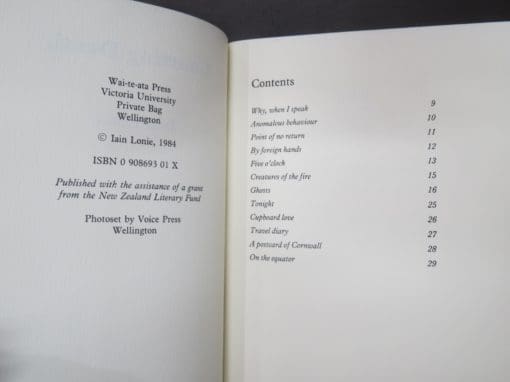 Wai-te-ata Press
Victoria University
Private Bag
Wellington
© Iain Lonie, 1984
ISBN 0 908693 01 X
Published with the assistance of a grant
from the New Zealand Literary Fund
Photoset by Voice Press
Wellington
Contents
Why, when I speak 9
Anomalous behaviour 10
Point of no return 11
By foreign hands 12
Five o'clock 13
Creatures of the fire 15
Ghosts 16
Tonight 25
Cupboard love 26
Travel diary 27
A postcard of Cornwall 28
On the equator 29